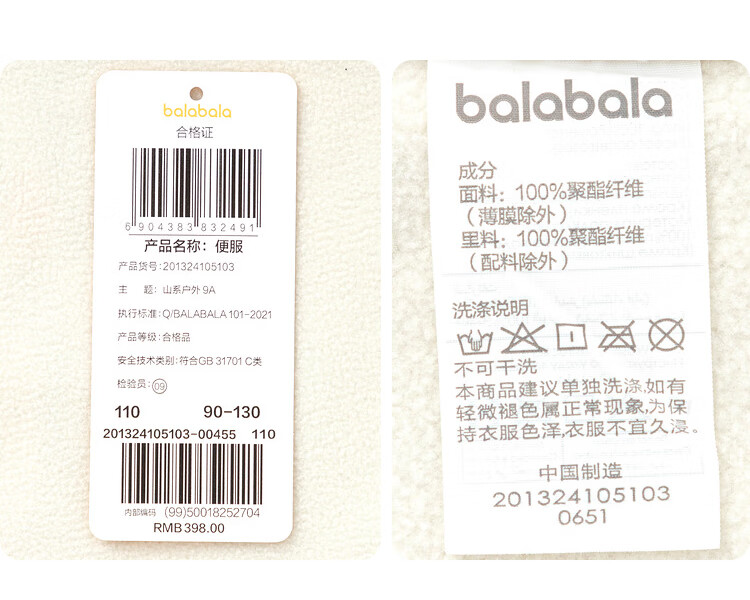 balabala
合格证
6 904383 832491
产品名称：便服
产品货号：201324105103
主 题：山系户外 9A
执行标准：Q/BALABALA 101-2021
产品等级：合格品
安全技术类别：符合GB 31701 C类
检验员：09
110 90-130
201324105103-00455 110
内部编码 (99)50018252704
RMB 398.00
balabala
成分
面料：100%聚酯纤维
（薄膜除外）
里料：100%聚酯纤维
（配料除外）
洗涤说明
不可干洗
本商品建议单独洗涤.如有
轻微褪色属正常现象,为保
持衣服色泽,衣服不宜久浸。
中国制造
201324105103
0651